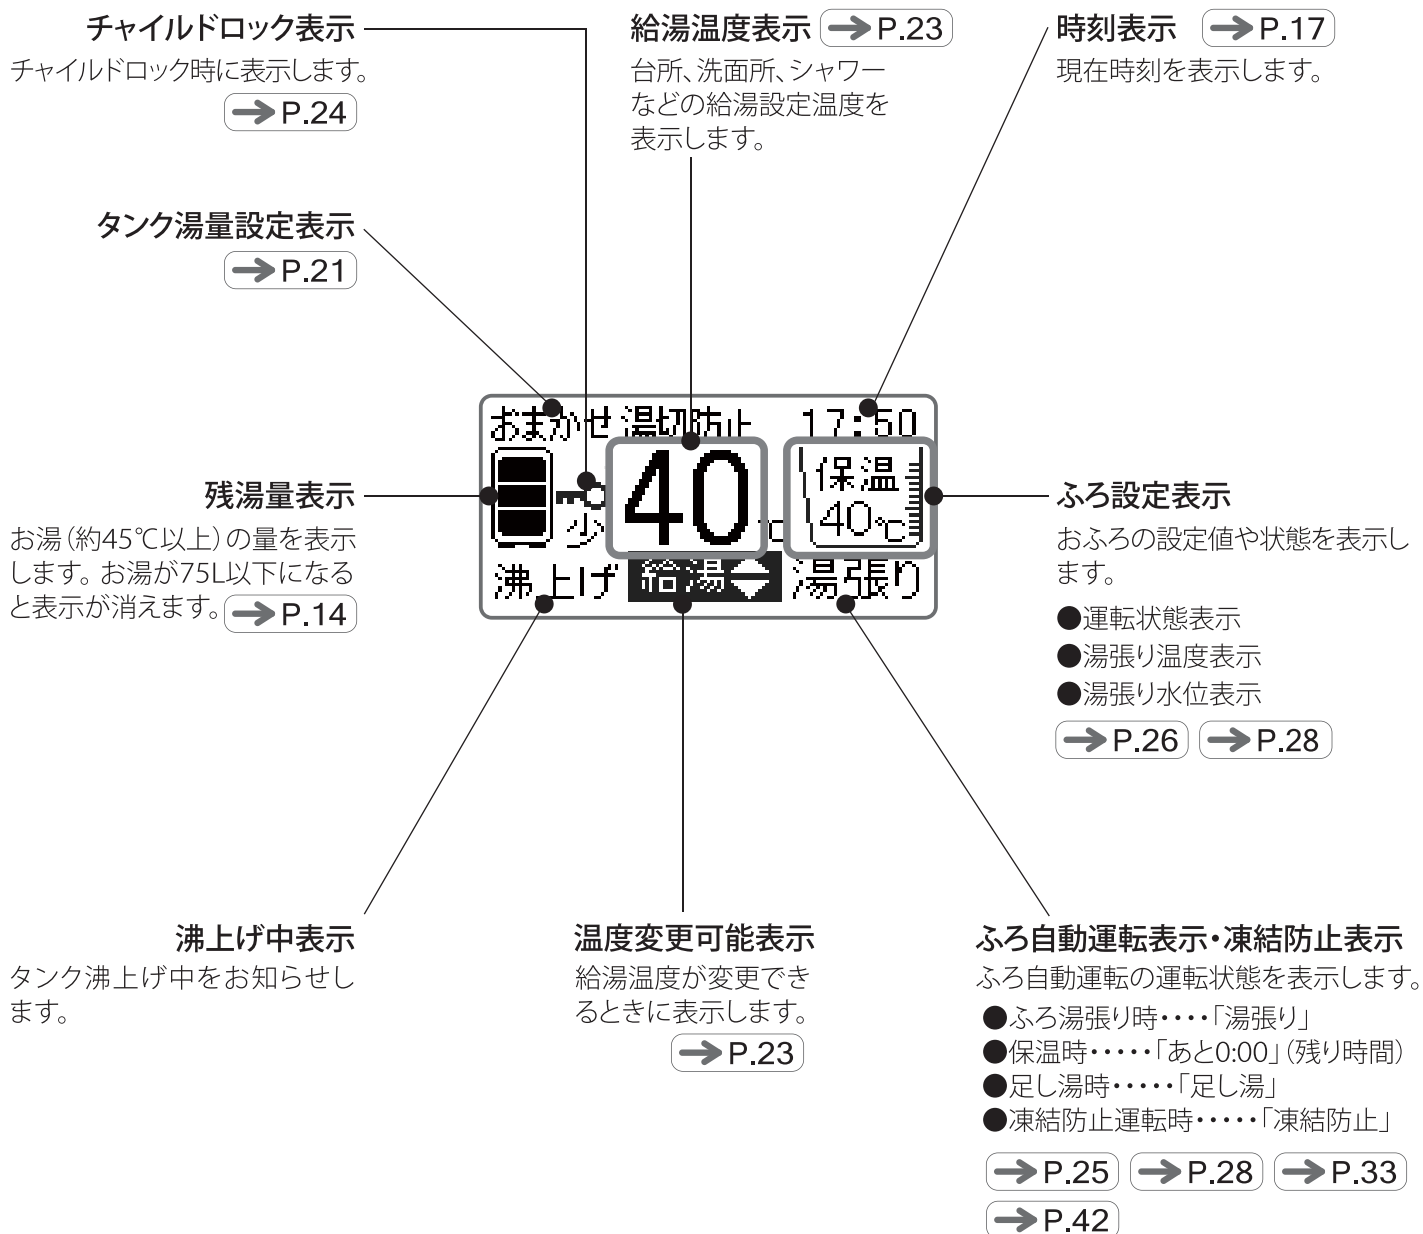 チャイルドロック表示
チャイルドロック時に表示します。
P.24
給湯温度表示 P.23
台所、洗面所、シャワー
などの給湯設定温度を
表示します。
時刻表示 P.17
現在時刻を表示します。
タンク湯量設定表示
P.21
おまかせ 湯切防止 17:50
40℃
保温
40℃
少
沸上げ 給湯 湯張り
残湯量表示
お湯(約45℃以上)の量を表示
します。お湯が75L以下になる
と表示が消えます。 P.14
ふろ設定表示
おふろの設定値や状態を表示し
ます。
●運転状態表示
●湯張り温度表示
●湯張り水位表示
P.26 P.28
沸上げ中表示
タンク沸上げ中をお知らせし
ます。
温度変更可能表示
給湯温度が変更でき
るときに表示します。
P.23
ふろ自動運転表示・凍結防止表示
ふろ自動運転の運転状態を表示します。
●ふろ湯張り時・・・・「湯張り」
●保温時・・・・・「あと0:00」(残り時間)
●足し湯時・・・・・「足し湯」
●凍結防止運転時・・・・・「凍結防止」
P.25 P.28 P.33
P.42